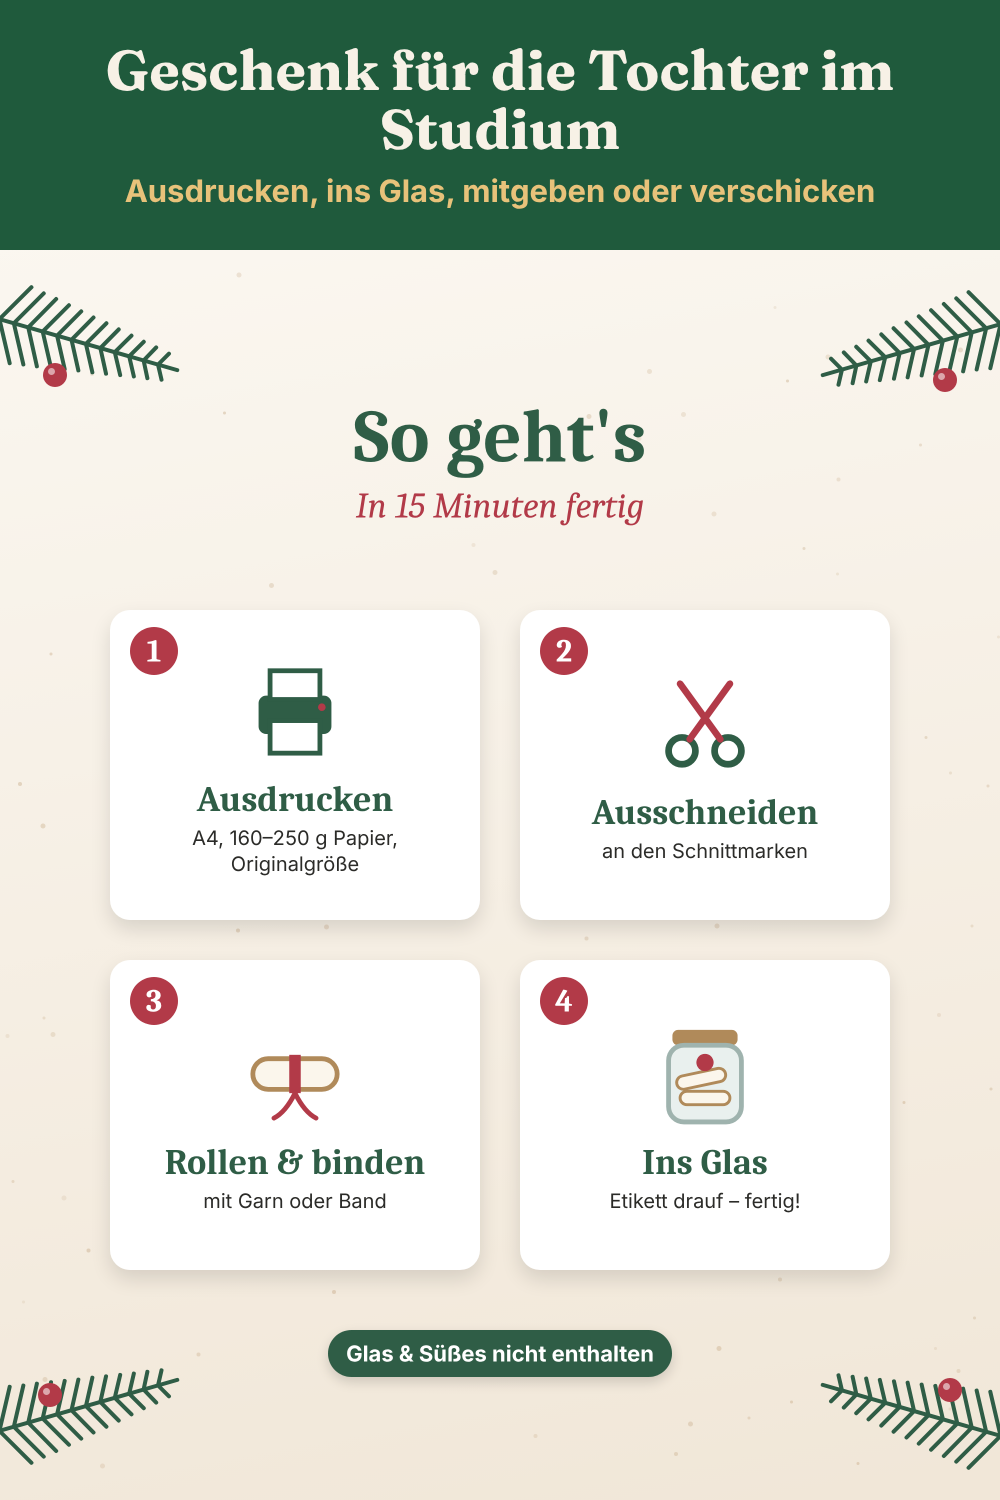 Geschenk für die Tochter im
Studium
Ausdrucken, ins Glas, mitgeben oder verschicken
So geht's
In 15 Minuten fertig
1
Ausdrucken
A4, 160–250 g Papier,
Originalgröße
2
Ausschneiden
an den Schnittmarken
3
Rollen & binden
mit Garn oder Band
4
Ins Glas
Etikett drauf – fertig!
Glas & Süßes nicht enthalten